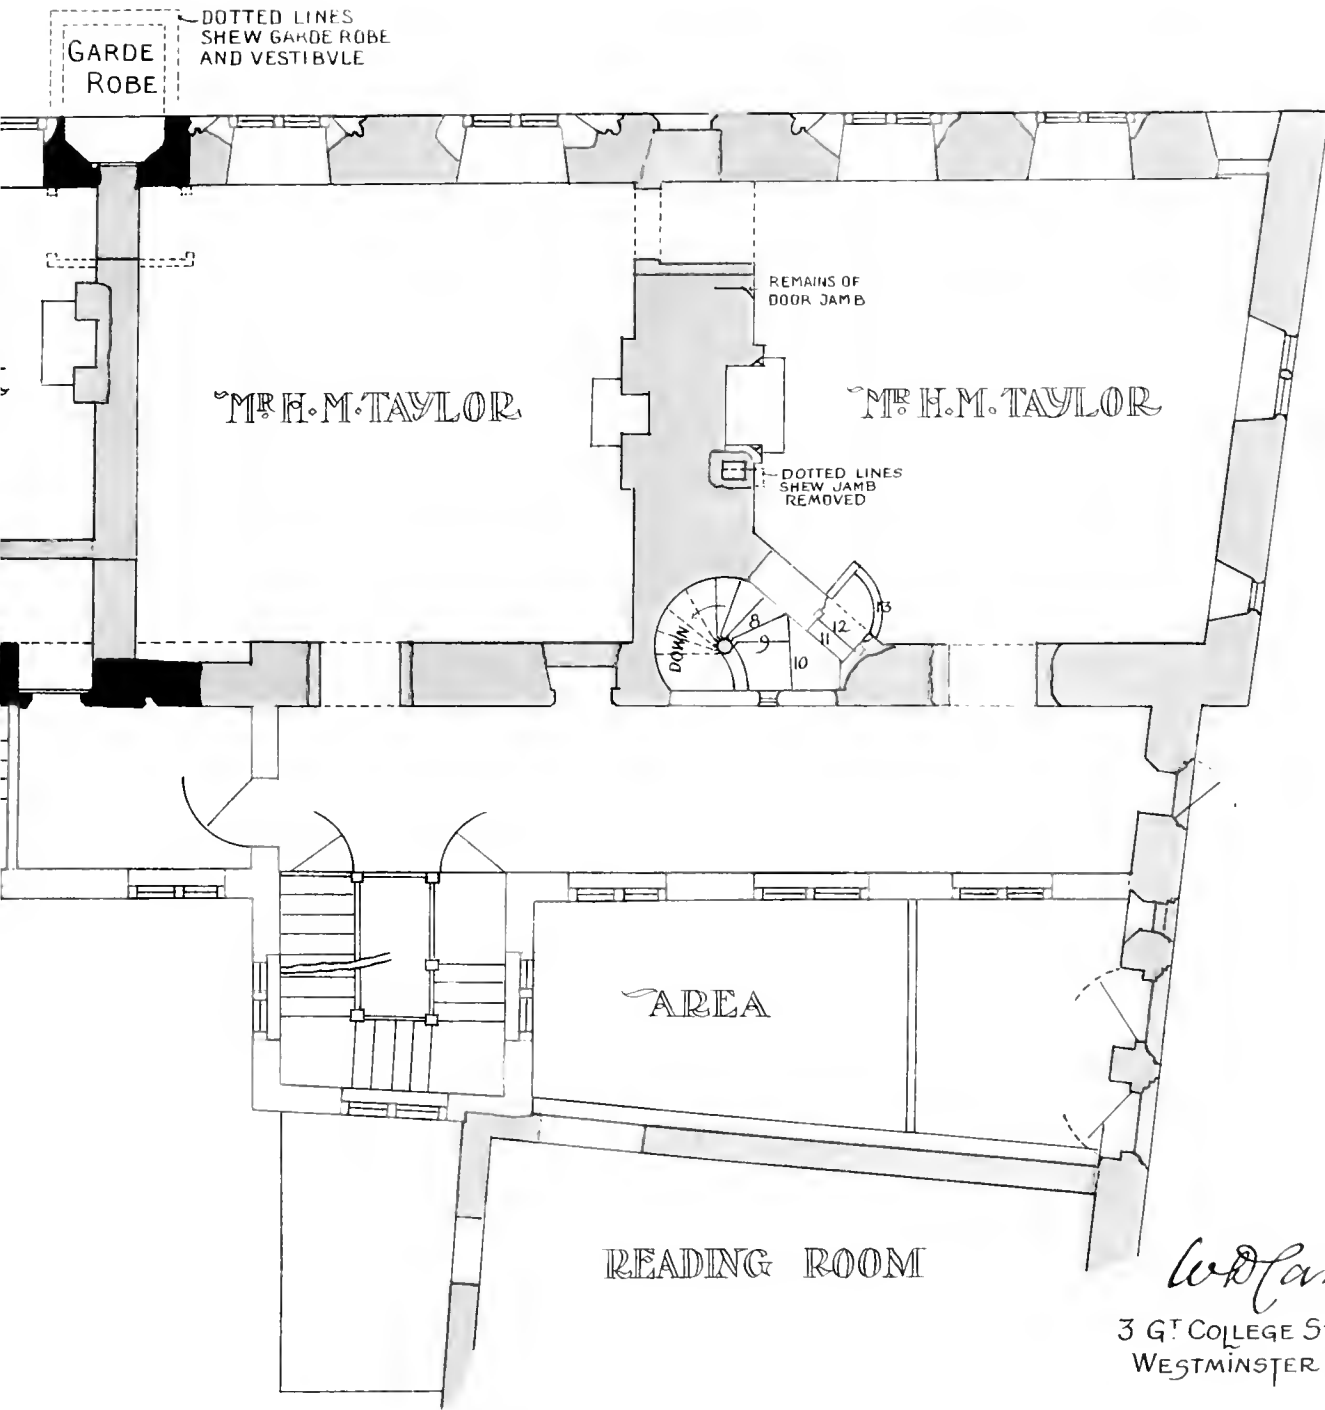 DOTTED LINES
SHEW GARDE ROBE
AND VESTIBVLE
GARDE
ROBE
REMAINS OF
DOOR JAMB
MR H. M. TAYLOR
MR H. M. TAYLOR
DOTTED LINES
SHEW JAMB
REMOVED
DOWN
8
9
10
11
12
13
AREA
READING ROOM
3 GT COLLEGE S
WESTMINSTER